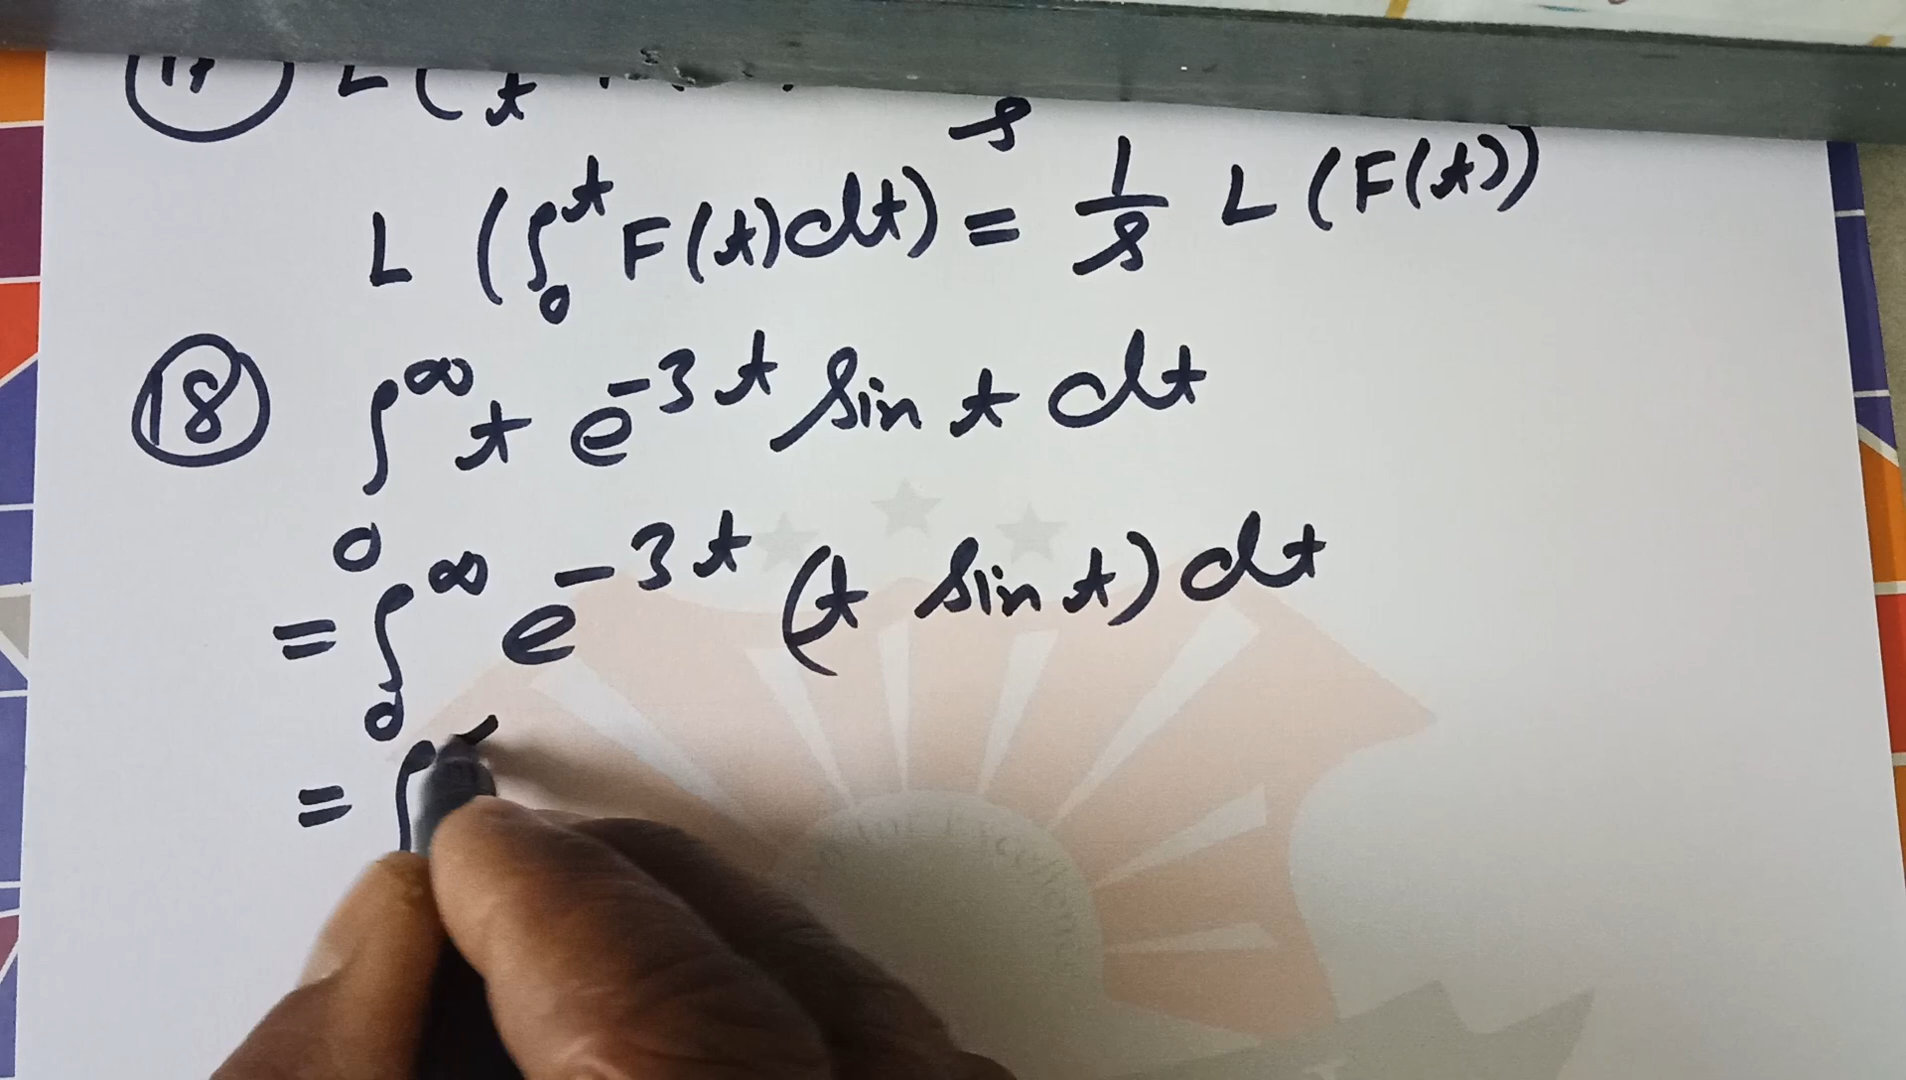 L (∫₀ᵗ F(t)dt) = 1/s L (F(t))
18 ∫₀^∞ t e^-3t sin t dt
= ∫₀^∞ e^-3t (t sin t) dt
= ∫